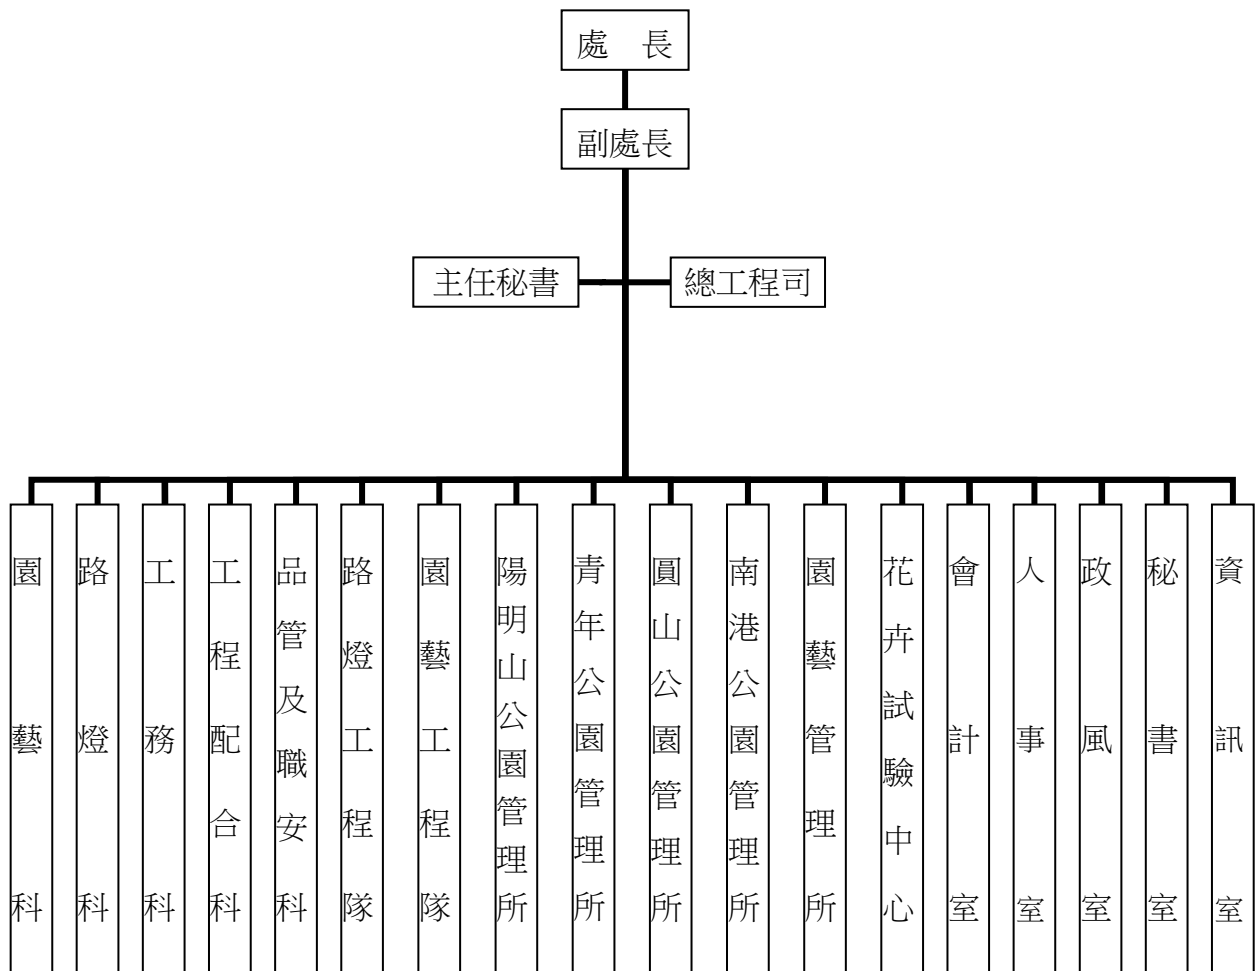 處　長
副處長
主任秘書
總工程司
園藝科
路燈科
工務科
工程配合科
品管及職安科
路燈工程隊
園藝工程隊
陽明山公園管理所
青年公園管理所
圓山公園管理所
南港公園管理所
園藝管理所
花卉試驗中心
會計室
人事室
政風室
秘書室
資訊室